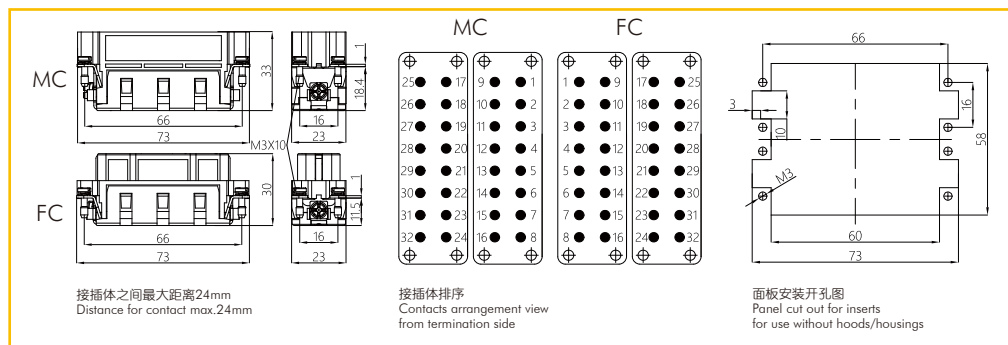 MC
33
1
18.4
66
73
16
23
M3X10
FC
30
1
11.5
66
73
16
23
接插体之间最大距离24mm
Distance for contact max.24mm
MC
FC
25 17 9 1
26 18 10 2
27 19 11 3
28 20 12 4
29 21 13 5
30 22 14 6
31 23 15 7
32 24 16 8
1 9 17 25
2 10 18 26
3 11 19 27
4 12 20 28
5 13 21 29
6 14 22 30
7 15 23 31
8 16 24 32
接插体排序
Contacts arrangement view
from termination side
66
3
10
16
58
M3
60
73
面板安装开孔图
Panel cut out for inserts
for use without hoods/housings